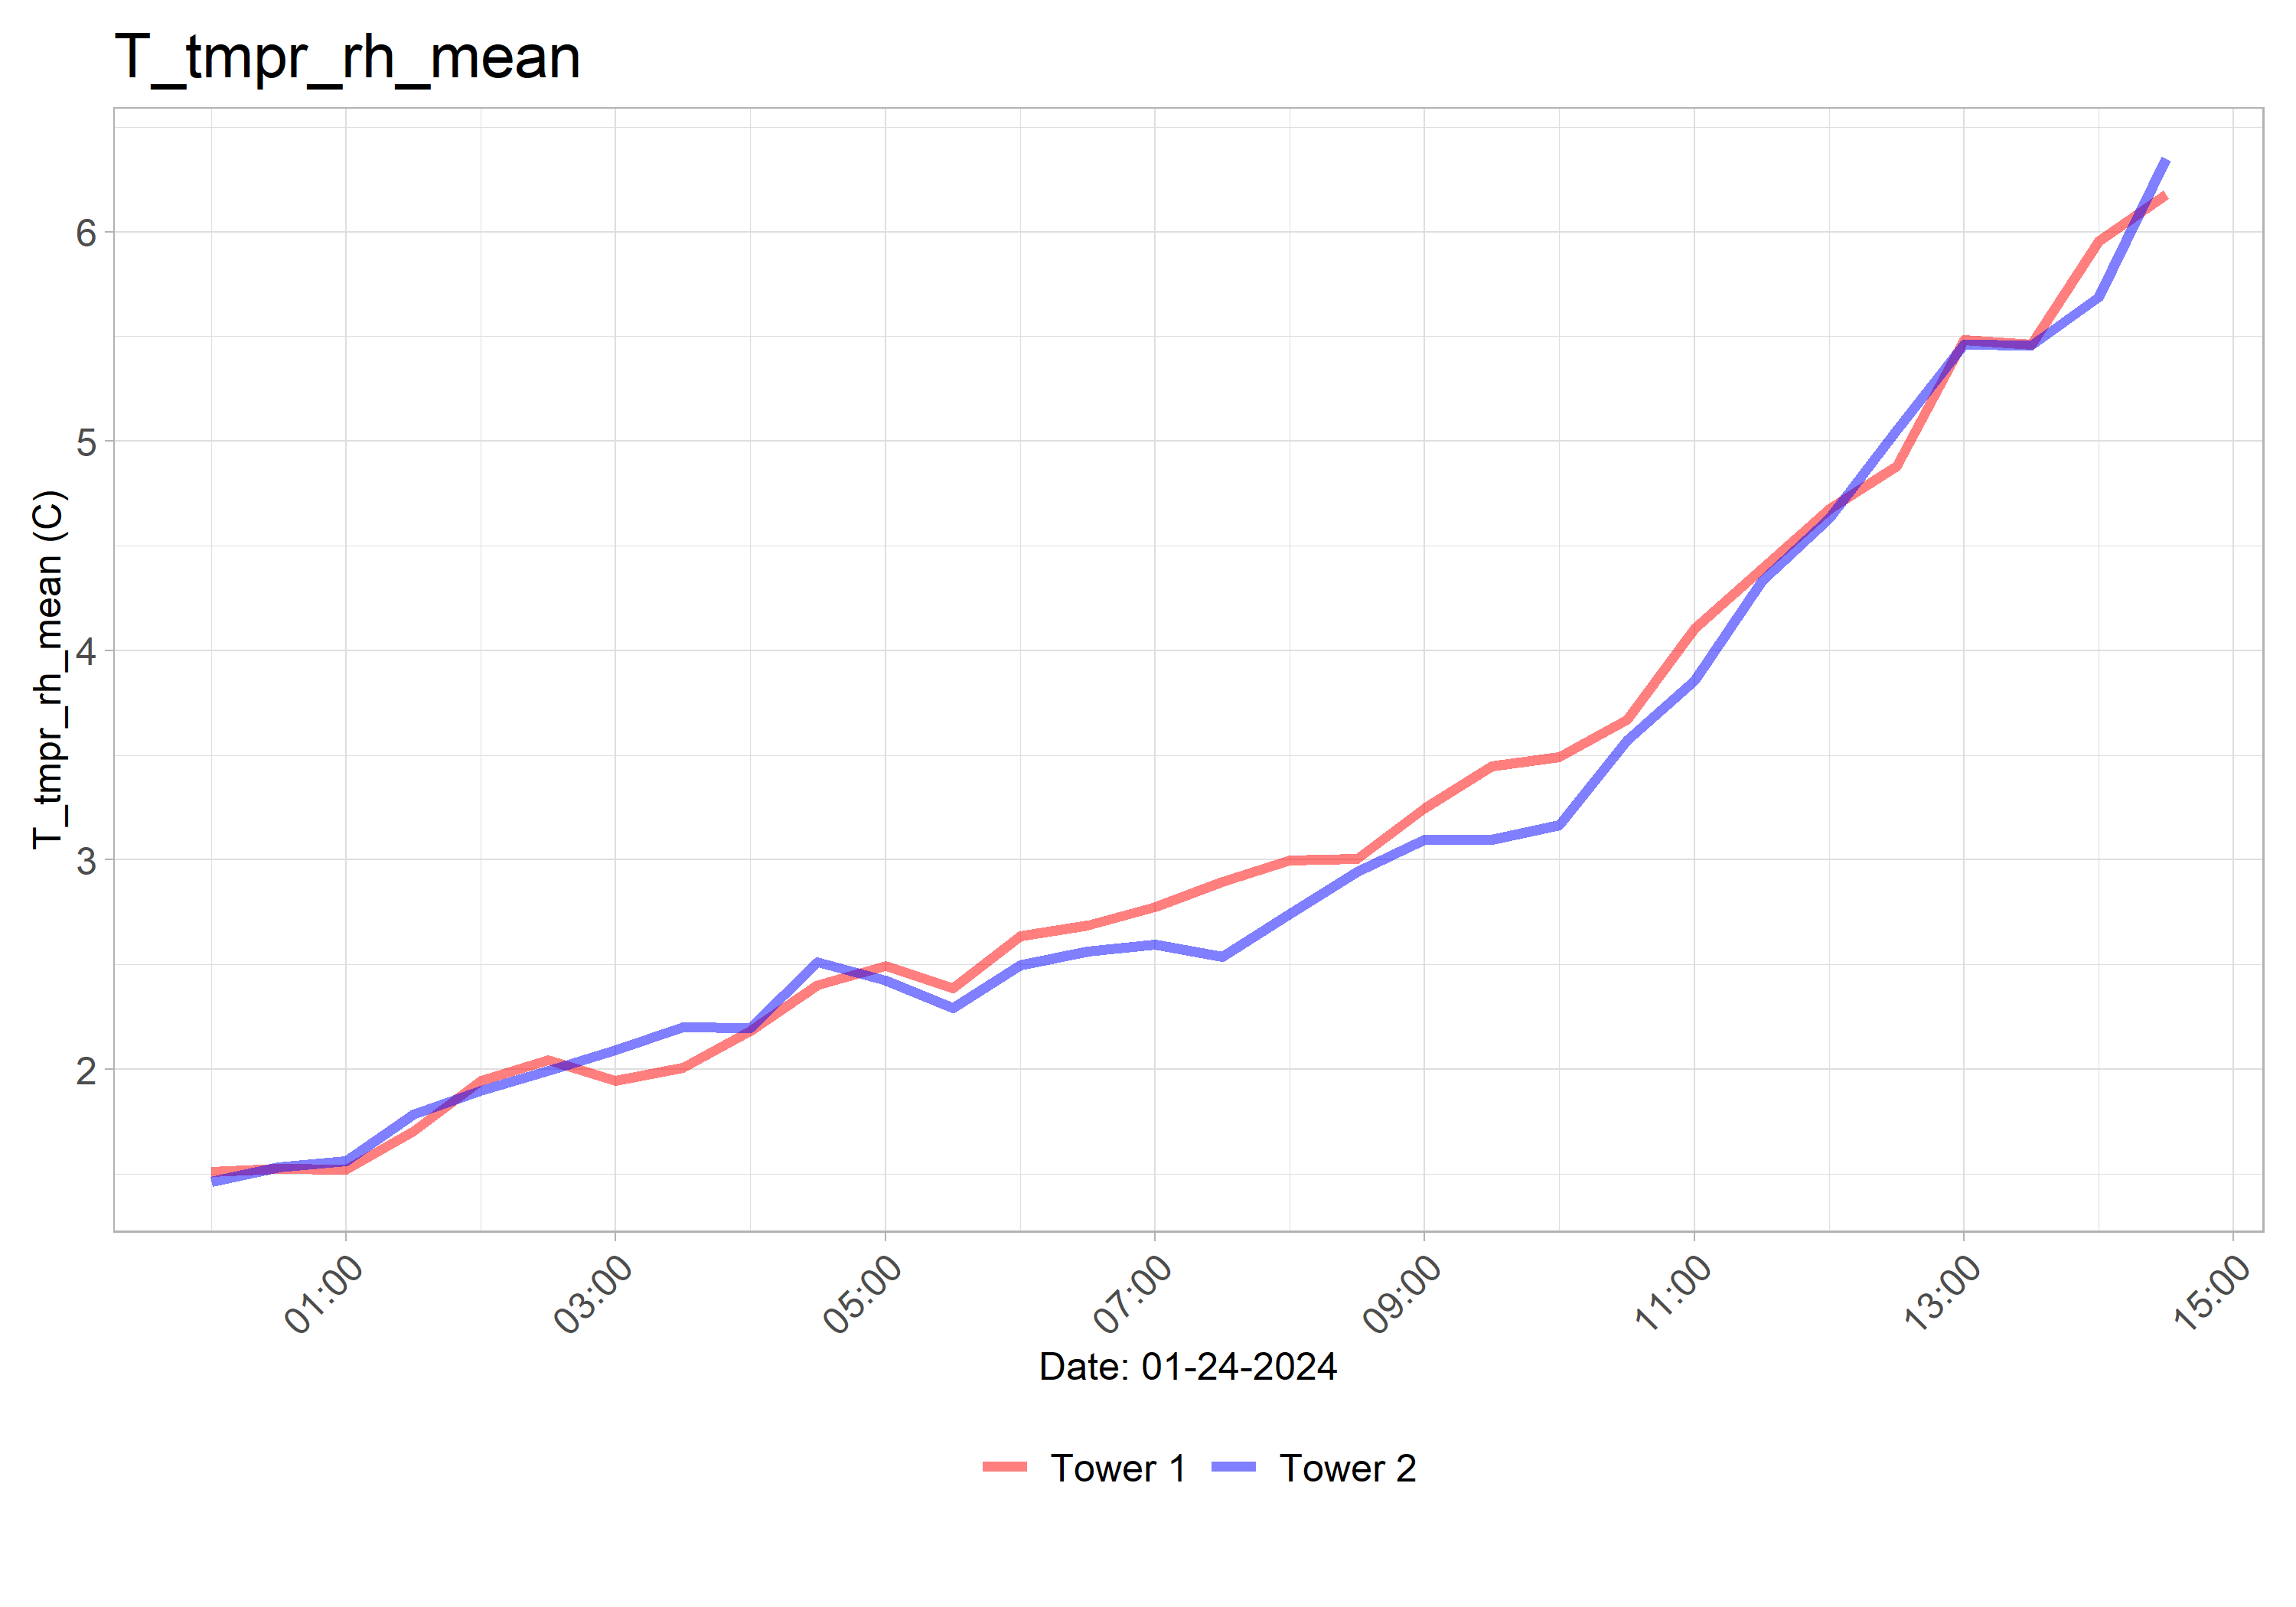 T_tmpr_rh_mean
T_tmpr_rh_mean (C)
6
5
4
3
2
01:00
03:00
05:00
07:00
09:00
11:00
13:00
15:00
Date: 01-24-2024
Tower 1
Tower 2